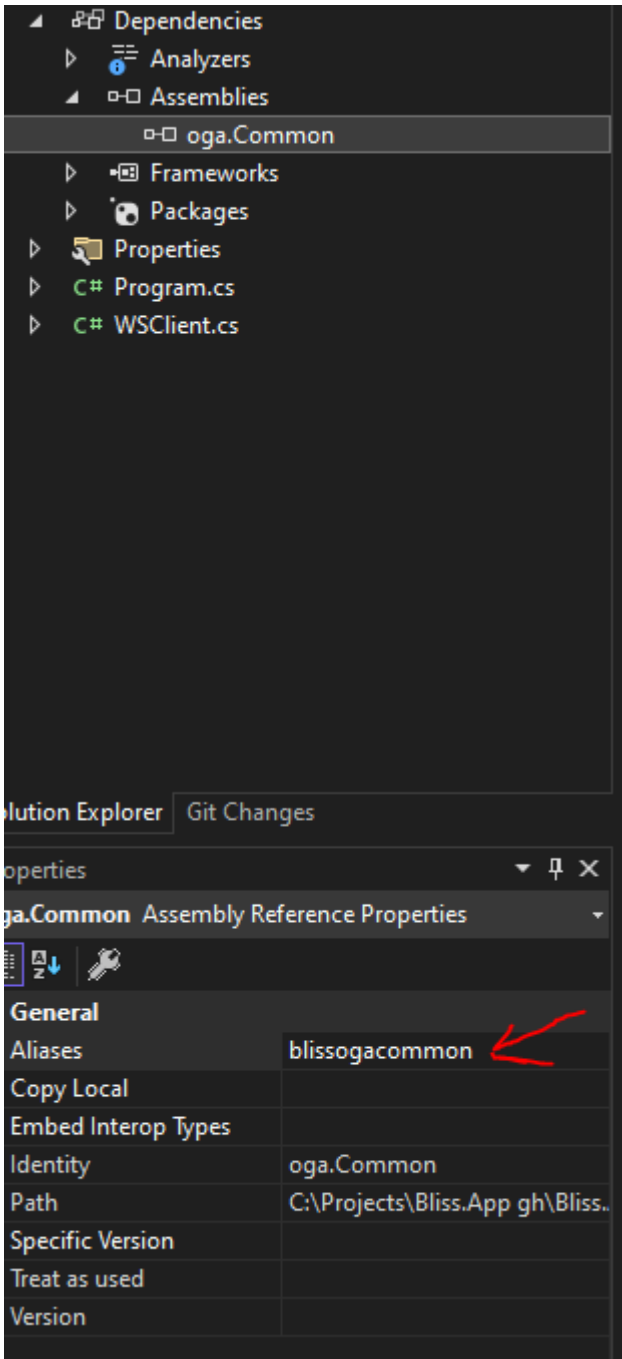 Dependencies
Analyzers
Assemblies
oga.Common
Frameworks
Packages
Properties
C# Program.cs
C# WSClient.cs
olution Explorer Git Changes
operties
ga.Common Assembly Reference Properties
General
Aliases blissogacommon
Copy Local
Embed Interop Types
Identity oga.Common
Path C:\Projects\Bliss.App gh\Bliss..
Specific Version
Treat as used
Version